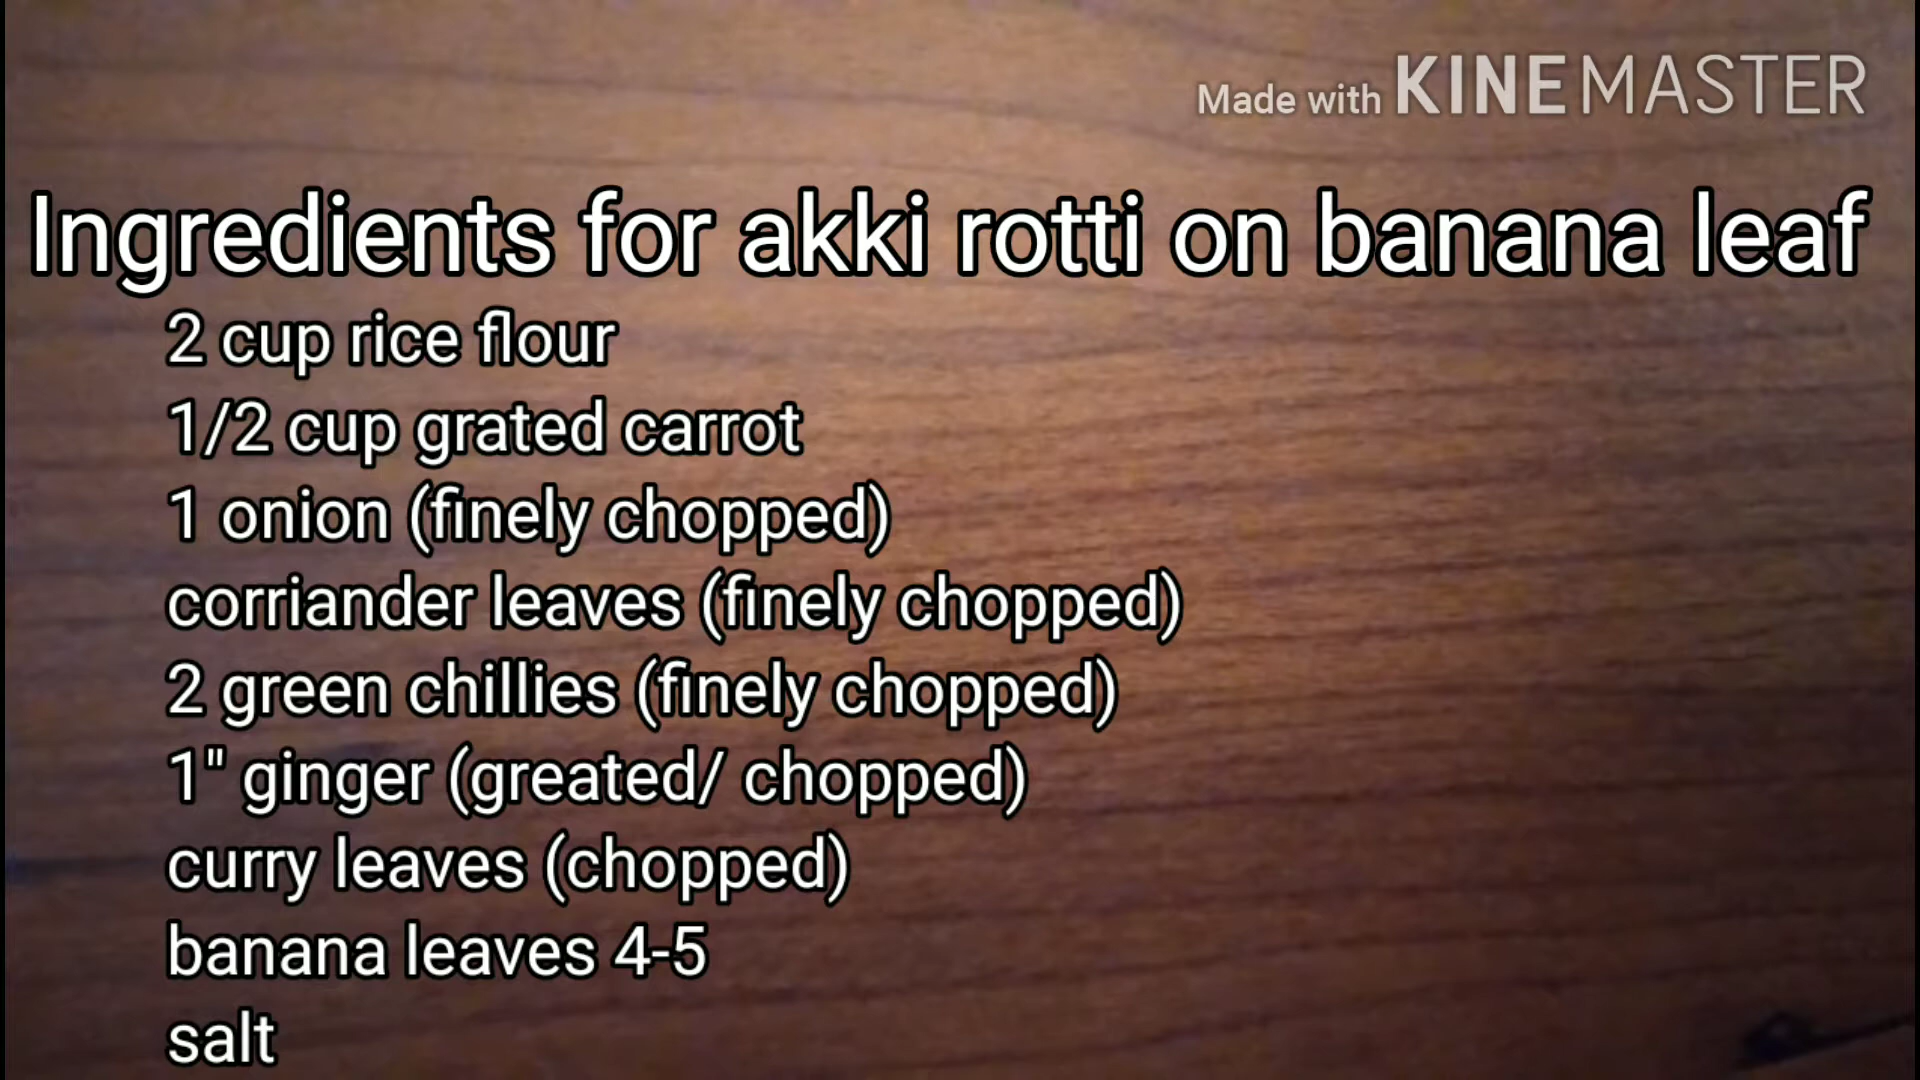 Made with KINEMASTER
Ingredients for akki rotti on banana leaf
2 cup rice flour
1/2 cup grated carrot
1 onion (finely chopped)
corriander leaves (finely chopped)
2 green chillies (finely chopped)
1" ginger (greated/ chopped)
curry leaves (chopped)
banana leaves 4-5
salt